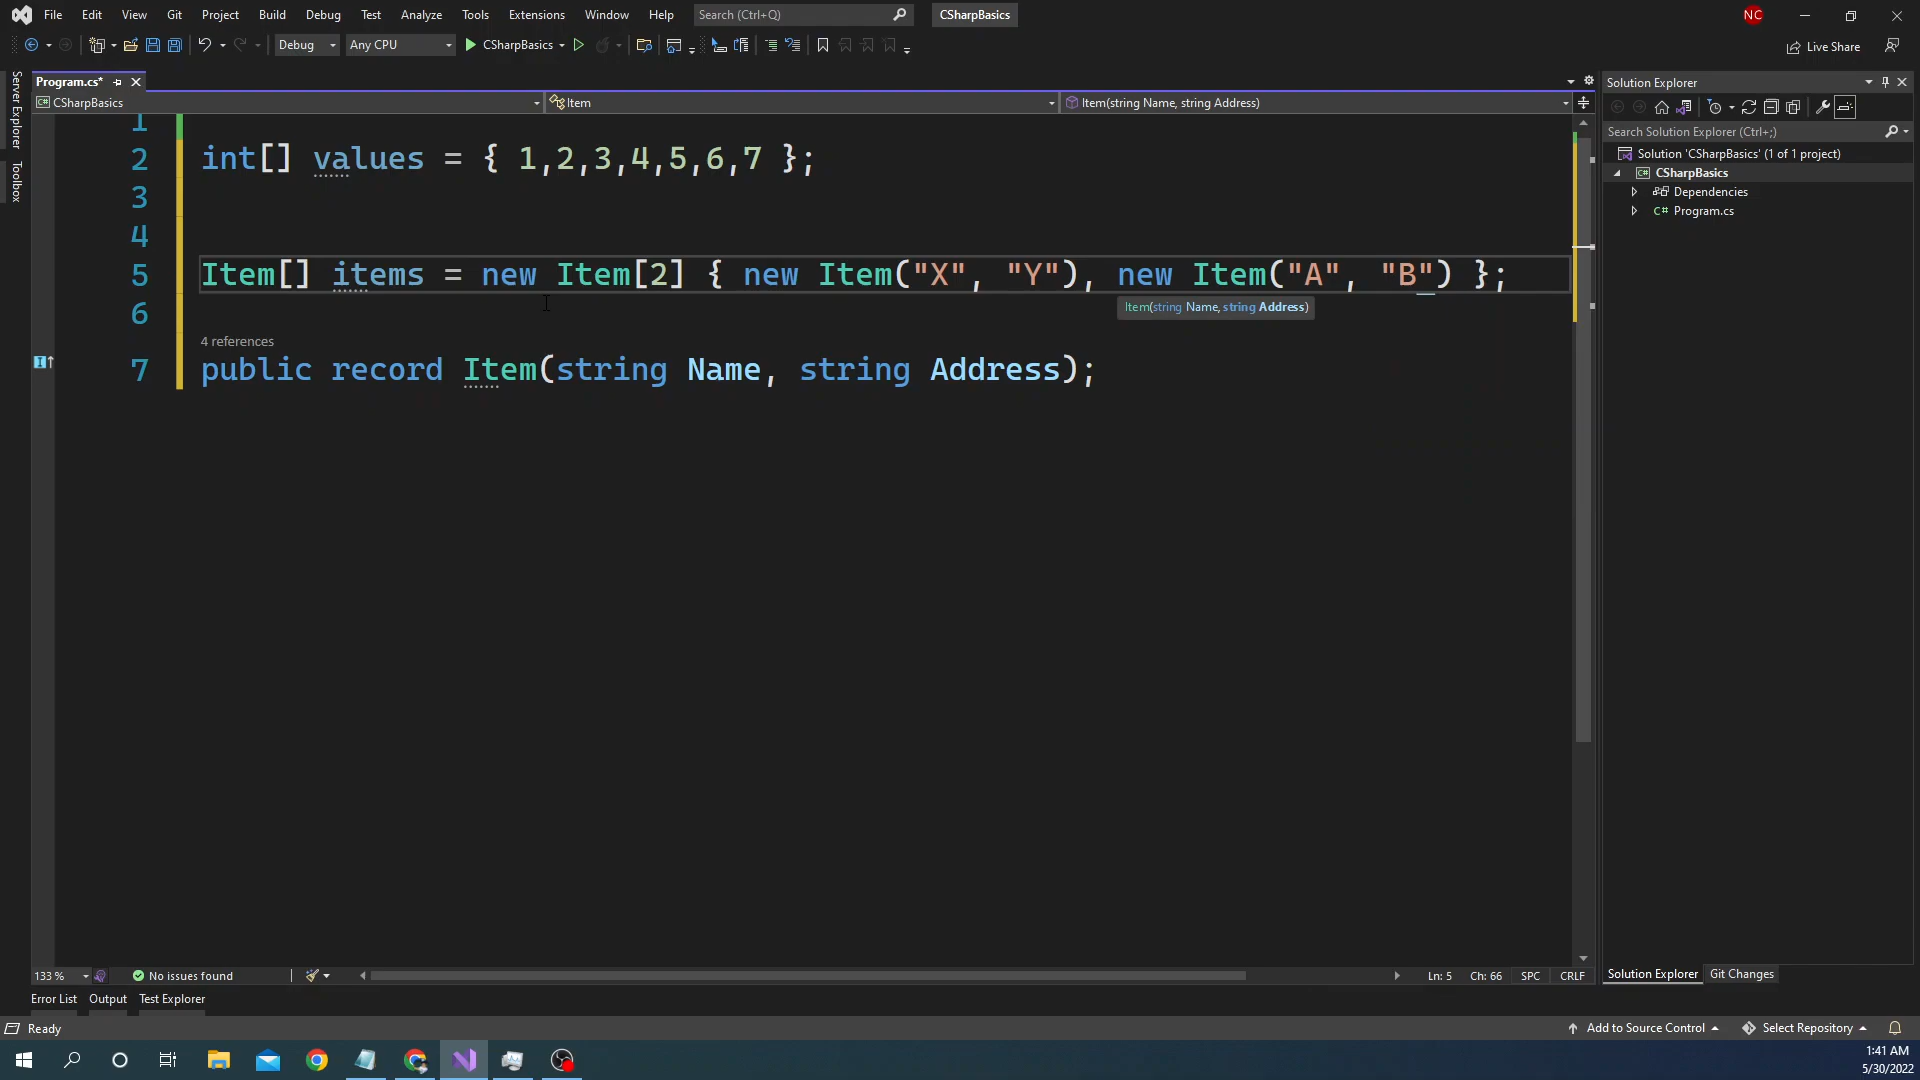 File Edit View Git Project Build Debug Test Analyze Tools Extensions Window Help Search (Ctrl+Q) CSharpBasics NC
Debug Any CPU CSharpBasics Live Share
Server Explorer
Toolbox
Program.cs*
CSharpBasics Item Item(string Name, string Address)
1
2 int[] values = { 1,2,3,4,5,6,7 };
3
4
5 Item[] items = new Item[2] { new Item("X", "Y"), new Item("A", "B") };
Item(string Name, string Address)
6
4 references
7 public record Item(string Name, string Address);
Solution Explorer
Search Solution Explorer (Ctrl+;)
Solution 'CSharpBasics' (1 of 1 project)
CSharpBasics
Dependencies
C# Program.cs
133 % No issues found Ln: 5 Ch: 66 SPC CRLF
Solution Explorer Git Changes
Error List Output Test Explorer
Ready Add to Source Control Select Repository
1:41 AM
5/30/2022